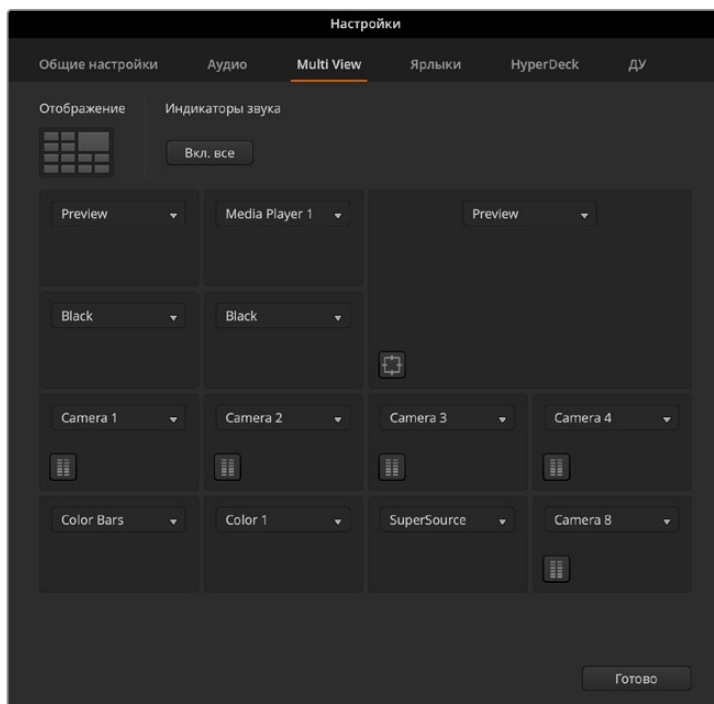 Настройки
Общие настройки Аудио Multi View Ярлыки HyperDeck ДУ
Отображение Индикаторы звука
Вкл. все
Preview Media Player 1 Preview
Black Black
Camera 1 Camera 2 Camera 3 Camera 4
Color Bars Color 1 SuperSource Camera 8
Готово